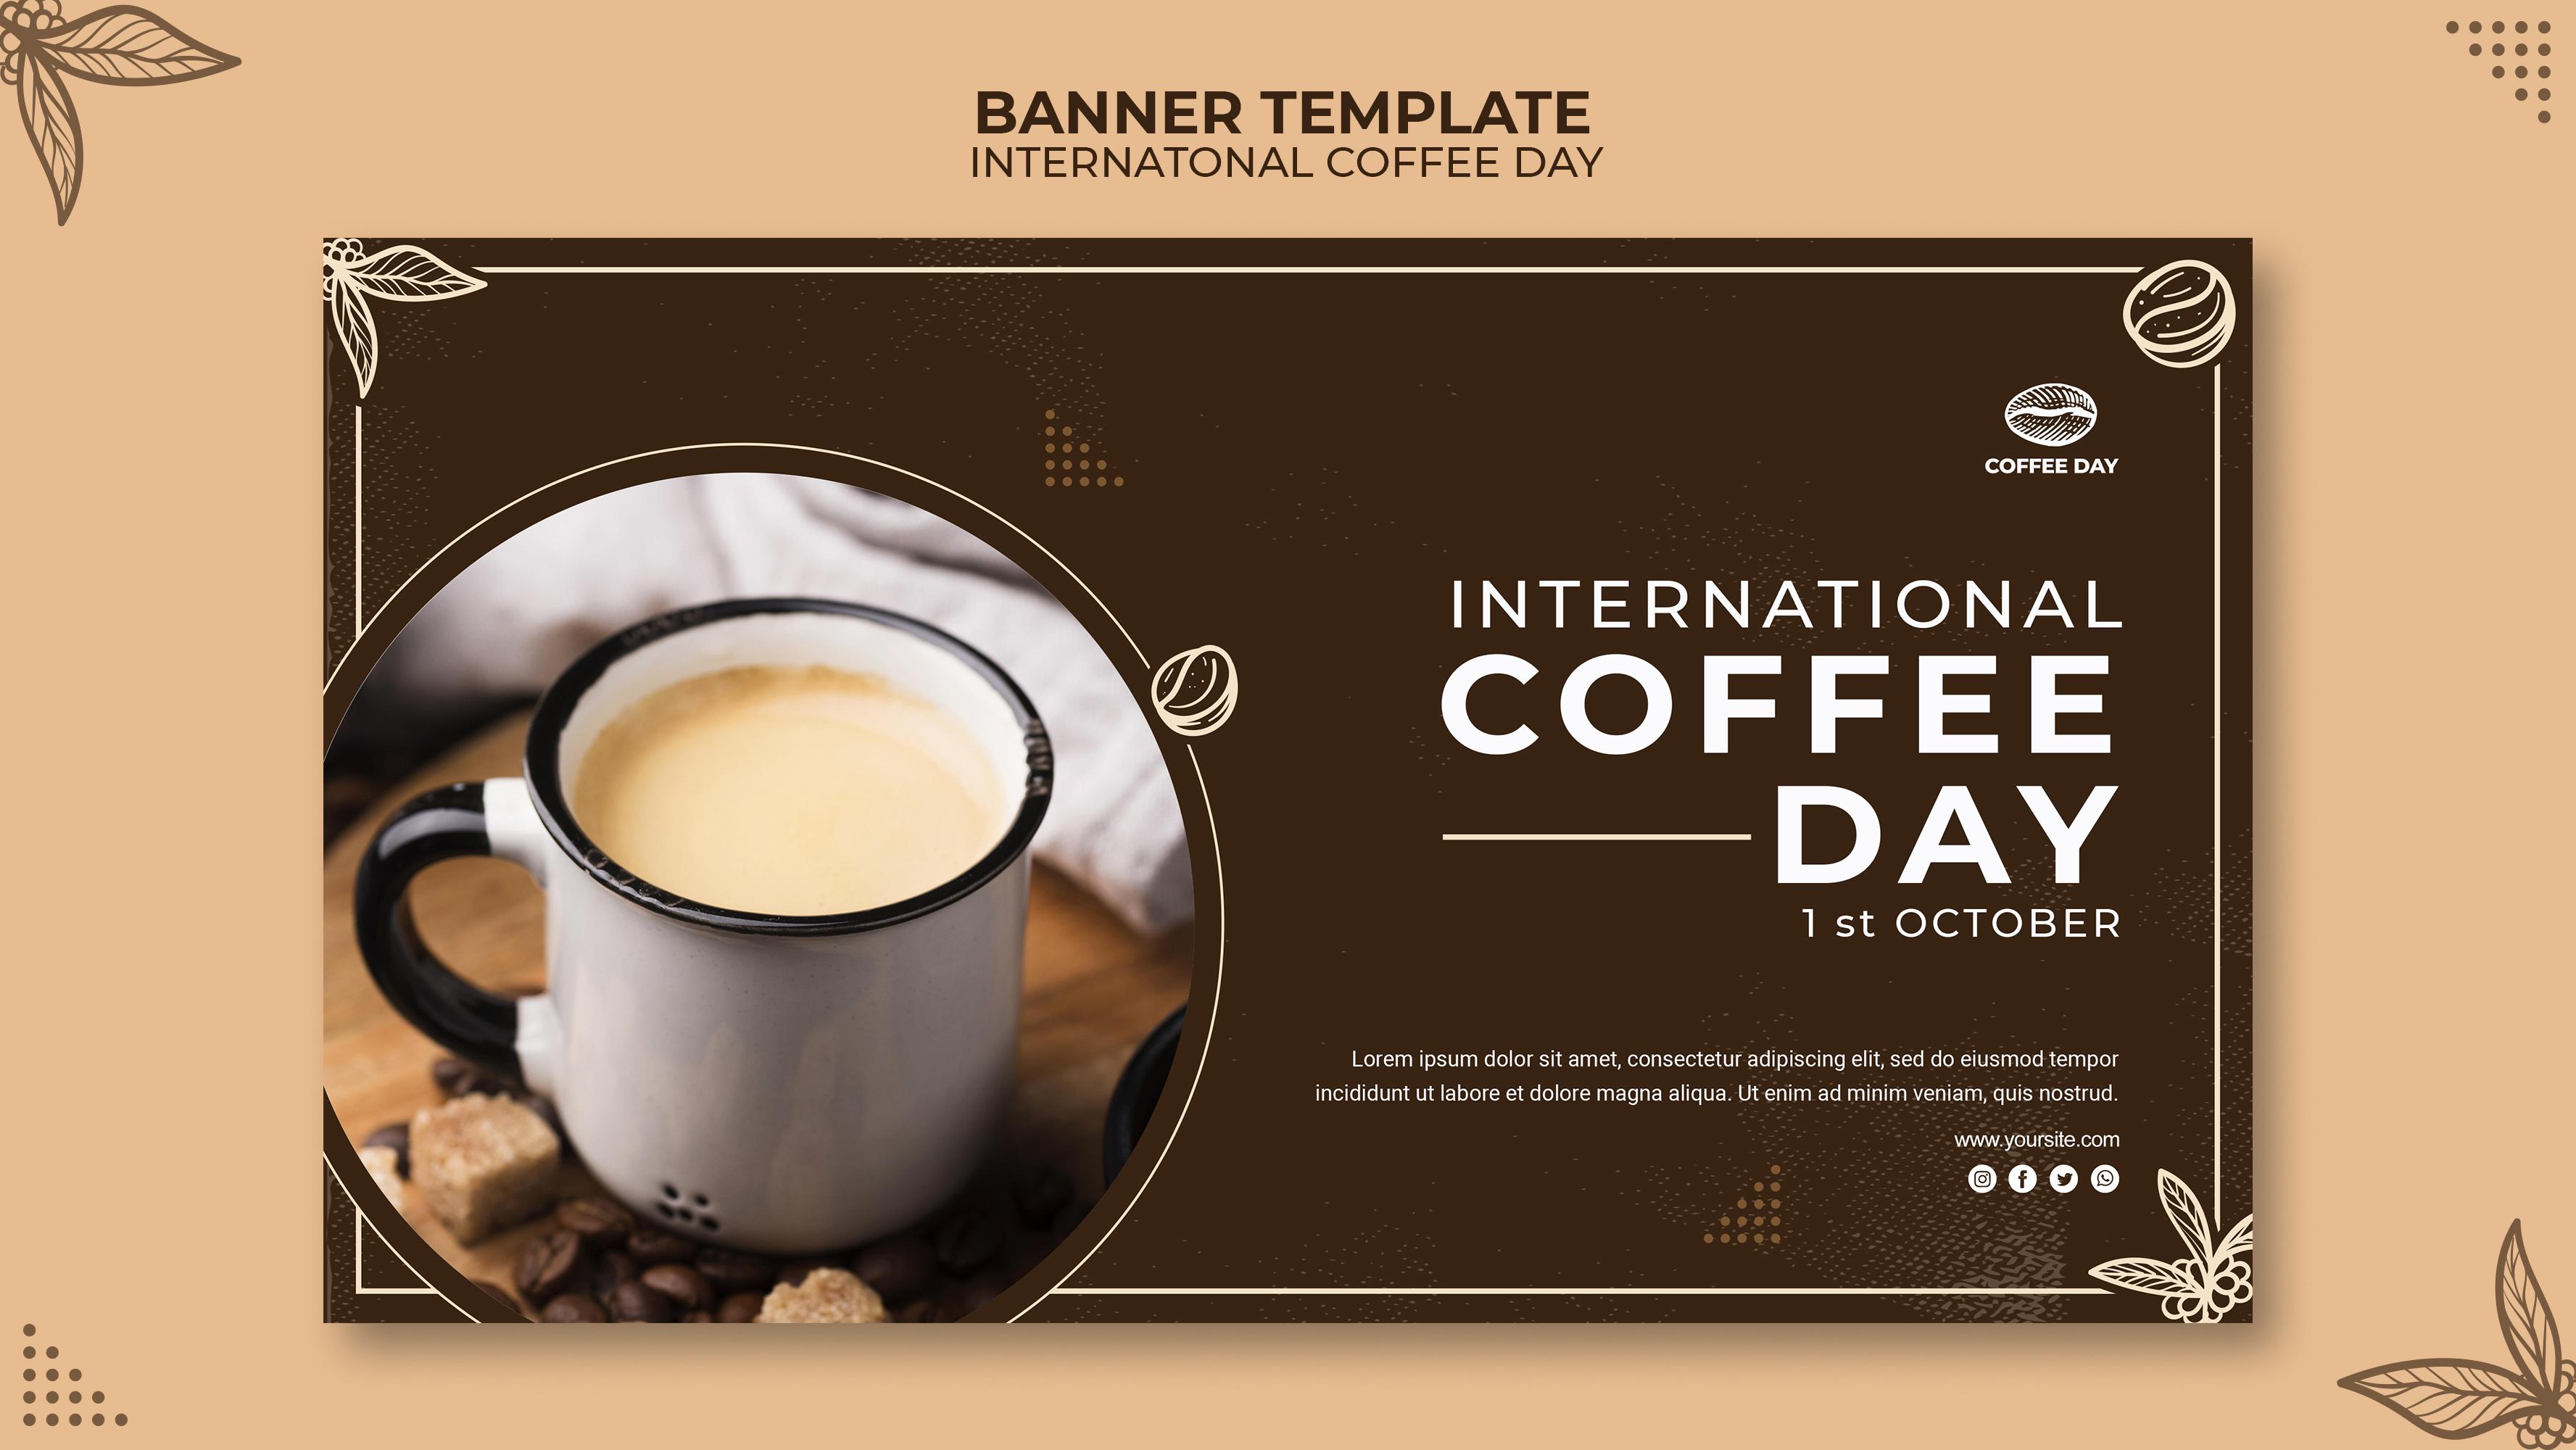 BANNER TEMPLATE
INTERNATONAL COFFEE DAY
COFFEE DAY
INTERNATIONAL
COFFEE
DAY
1 st OCTOBER
Lorem ipsum dolor sit amet, consectetur adipiscing elit, sed do eiusmod tempor
incididunt ut labore et dolore magna aliqua. Ut enim ad minim veniam, quis nostrud.
www.yoursite.com